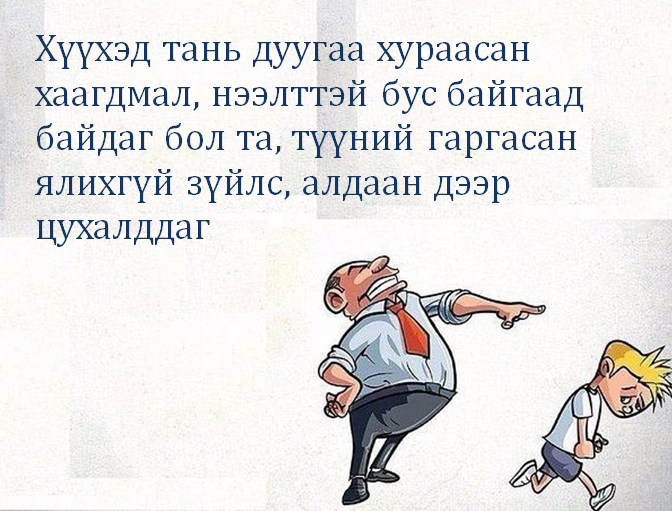 Хүүхэд тань дуугаа хураасан
хаагдмал, нээлттэй бус байгаад
байдаг бол та, түүний гаргасан
ялихгүй зүйлс, алдаан дээр
цухалддаг